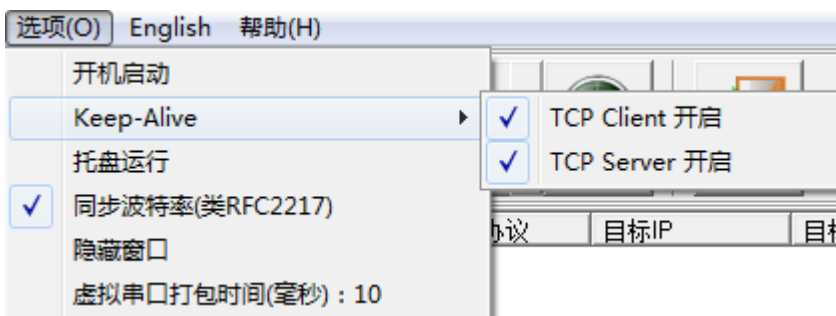 选项(O) English 帮助(H)
开机启动
Keep-Alive
TCP Client 开启
TCP Server 开启
托盘运行
同步波特率(类RFC2217)
隐藏窗口
虚拟串口打包时间(毫秒)：10
协议 目标IP